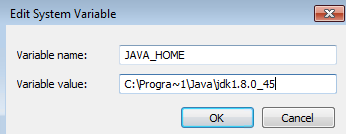 Edit System Variable
Variable name: JAVA_HOME
Variable value: C:\Progra~1\Java\jdk1.8.0_45
OK Cancel